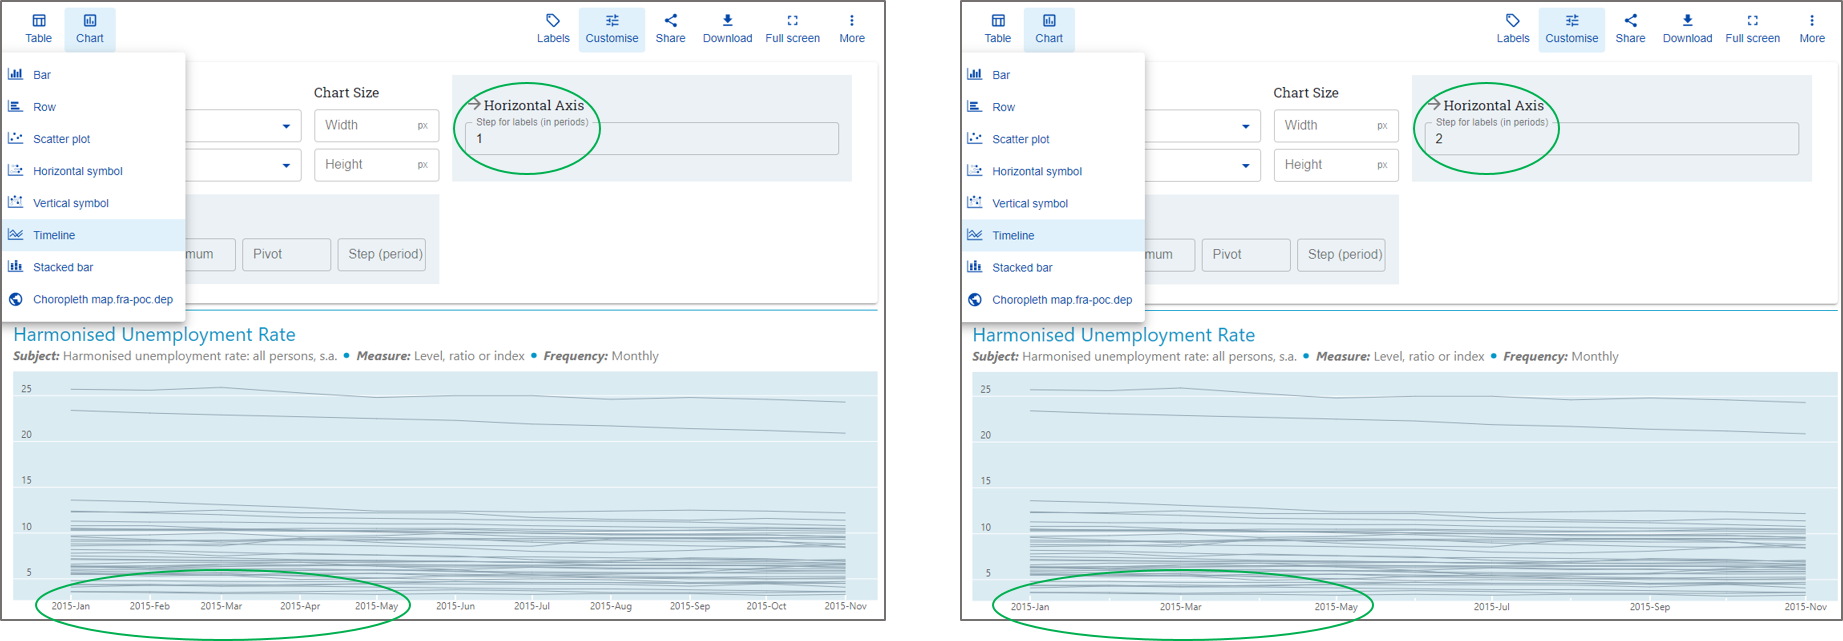 Table Chart Labels Customise Share Download Full screen More
Bar
Row
Scatter plot
Horizontal symbol
Vertical symbol
Timeline
Stacked bar
Choropleth map.fra-poc.dep
Chart Size
Width px
Height px
Horizontal Axis
Step for labels (in periods)
1
mum Pivot Step (period)
Harmonised Unemployment Rate
Subject: Harmonised unemployment rate: all persons, s.a. • Measure: Level, ratio or index • Frequency: Monthly
25
20
15
10
5
2015-Jan 2015-Feb 2015-Mar 2015-Apr 2015-May 2015-Jun 2015-Jul 2015-Aug 2015-Sep 2015-Oct 2015-Nov
Table Chart Labels Customise Share Download Full screen More
Bar
Row
Scatter plot
Horizontal symbol
Vertical symbol
Timeline
Stacked bar
Choropleth map.fra-poc.dep
Chart Size
Width px
Height px
Horizontal Axis
Step for labels (in periods)
2
mum Pivot Step (period)
Harmonised Unemployment Rate
Subject: Harmonised unemployment rate: all persons, s.a. • Measure: Level, ratio or index • Frequency: Monthly
25
20
15
10
5
2015-Jan 2015-Mar 2015-May 2015-Jul 2015-Sep 2015-Nov